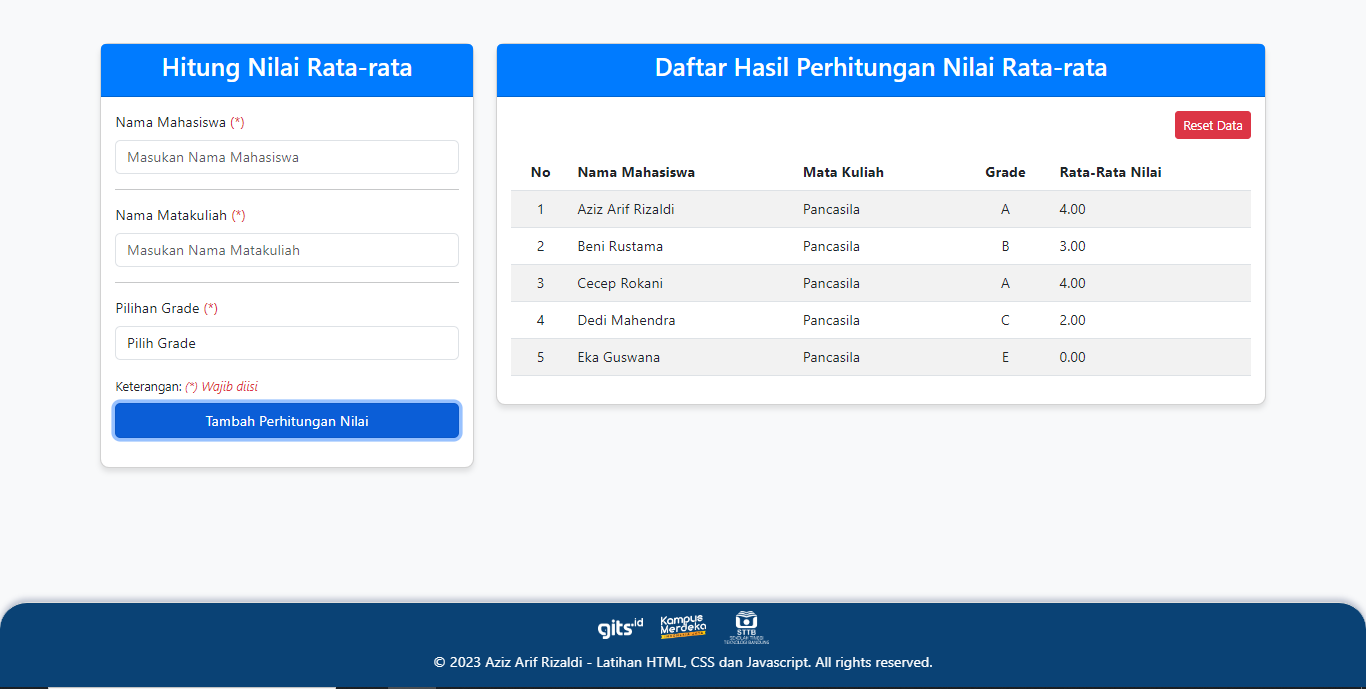 Hitung Nilai Rata-rata
Nama Mahasiswa (*)
Masukan Nama Mahasiswa
Nama Matakuliah (*)
Masukan Nama Matakuliah
Pilihan Grade (*)
Pilih Grade
Keterangan: (*) Wajib diisi
Tambah Perhitungan Nilai
Daftar Hasil Perhitungan Nilai Rata-rata
Reset Data
No Nama Mahasiswa Mata Kuliah Grade Rata-Rata Nilai
1 Aziz Arif Rizaldi Pancasila A 4.00
2 Beni Rustama Pancasila B 3.00
3 Cecep Rokani Pancasila A 4.00
4 Dedi Mahendra Pancasila C 2.00
5 Eka Guswana Pancasila E 0.00
gits.id
Kampus
Merdeka
STTB
SEKOLAH TINGGI
TEKNOLOGI BANDUNG
© 2023 Aziz Arif Rizaldi - Latihan HTML, CSS dan Javascript. All rights reserved.